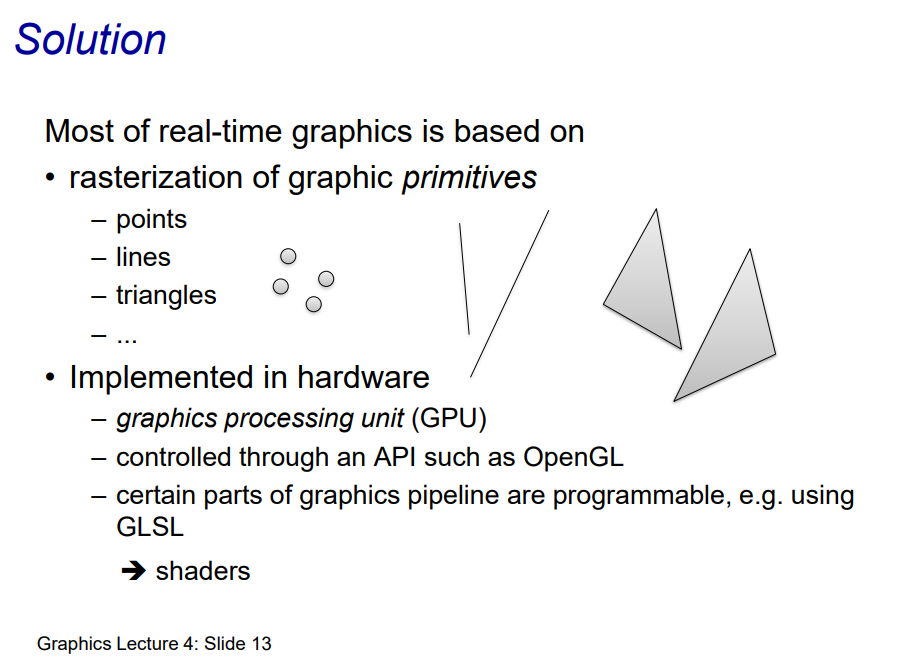 Solution
Most of real-time graphics is based on
• rasterization of graphic primitives
– points
– lines
– triangles
– ...
• Implemented in hardware
– graphics processing unit (GPU)
– controlled through an API such as OpenGL
– certain parts of graphics pipeline are programmable, e.g. using
GLSL
➔ shaders
Graphics Lecture 4: Slide 13